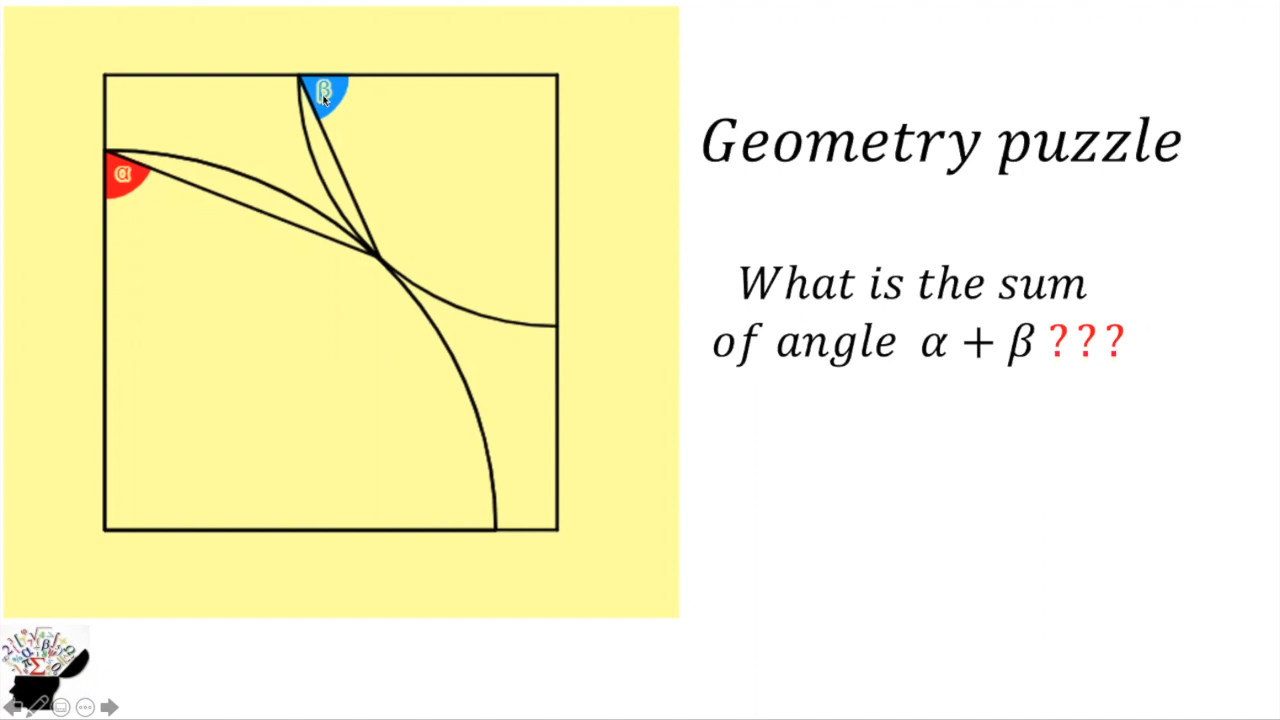 β
α
Geometry puzzle
What is the sum
of angle α + β ???